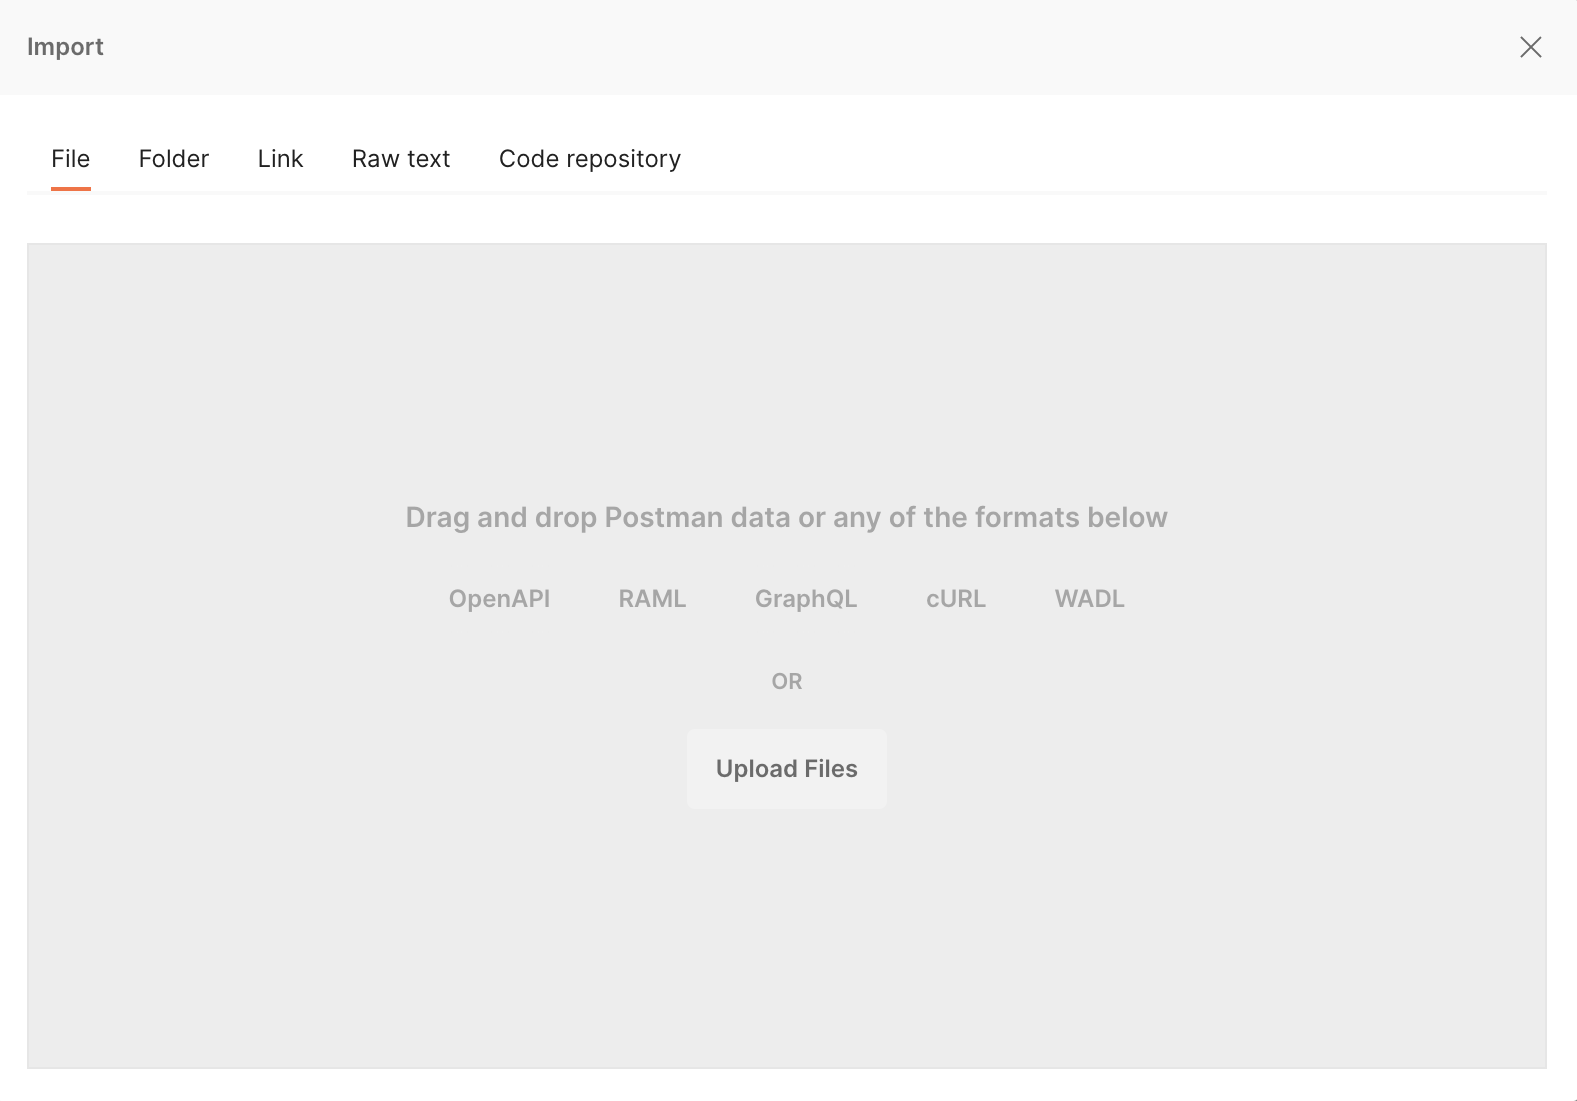 Import
File Folder Link Raw text Code repository
Drag and drop Postman data or any of the formats below
OpenAPI RAML GraphQL cURL WADL
OR
Upload Files